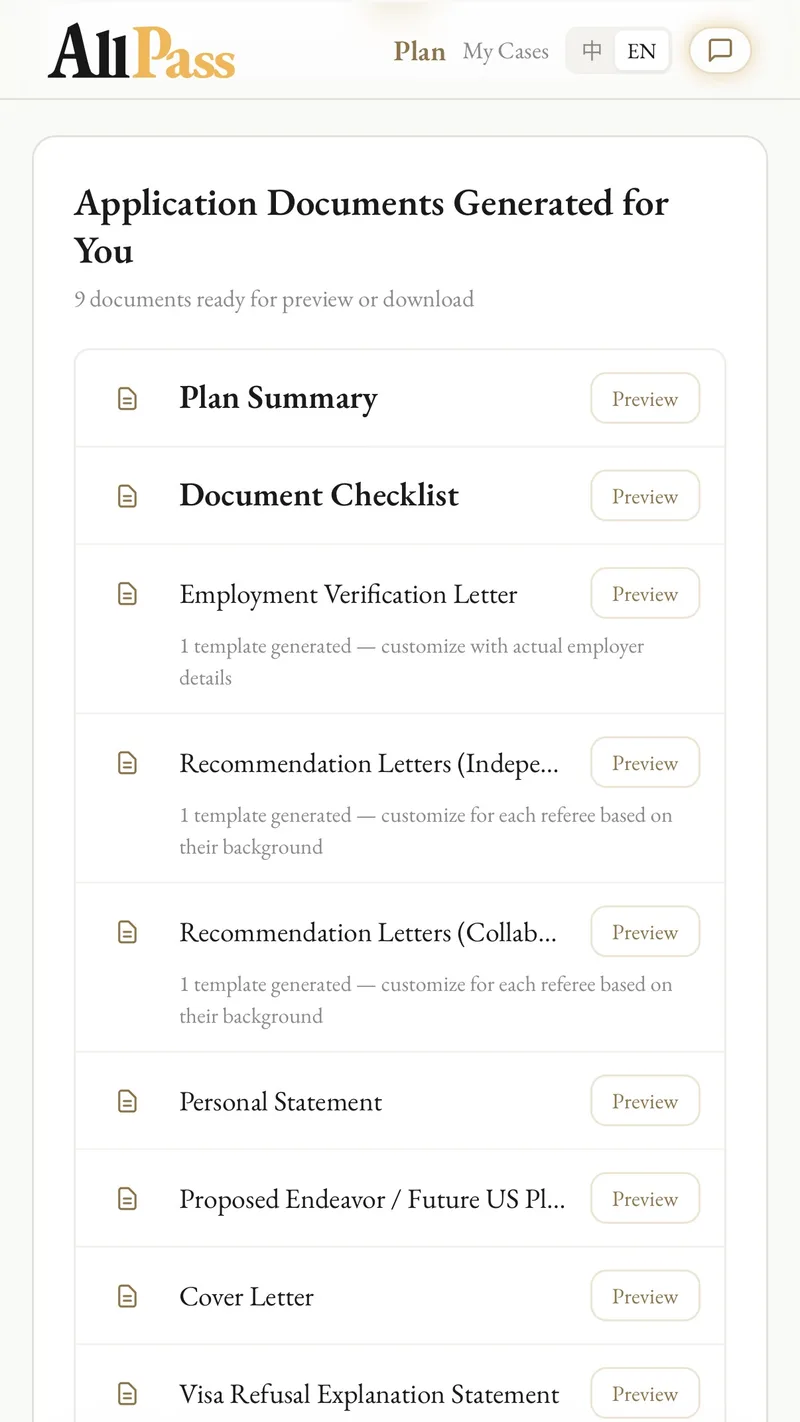 AllPass
Plan My Cases 中 EN
Application Documents Generated for
You
9 documents ready for preview or download
Plan Summary Preview
Document Checklist Preview
Employment Verification Letter Preview
1 template generated — customize with actual employer
details
Recommendation Letters (Indepe... Preview
1 template generated — customize for each referee based on
their background
Recommendation Letters (Collab... Preview
1 template generated — customize for each referee based on
their background
Personal Statement Preview
Proposed Endeavor / Future US Pl... Preview
Cover Letter Preview
Visa Refusal Explanation Statement Preview